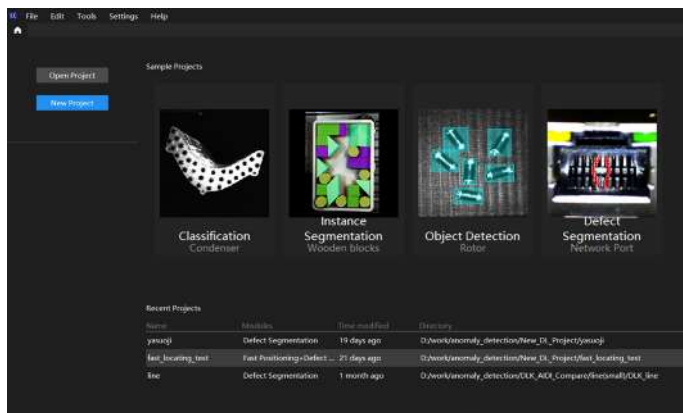 File Edit Tools Settings Help
Open Project
New Project
Sample Projects
Classification
Condenser
Instance
Segmentation
Wooden blocks
Object Detection
Rotor
Defect
Segmentation
Network Port
Recent Projects
Name Modules Time modified Directory
yasuoji Defect Segmentation 19 days ago D:/work/anomaly_detection/New_DL_Project/yasuoji
fast_locating_test Fast Positioning+Defect ... 21 days ago D:/work/anomaly_detection/New_DL_Project/fast_locating_test
line Defect Segmentation 1 month ago D:/work/anomaly_detection/DLK_AIDI_Compare/line(small)/DLK_line